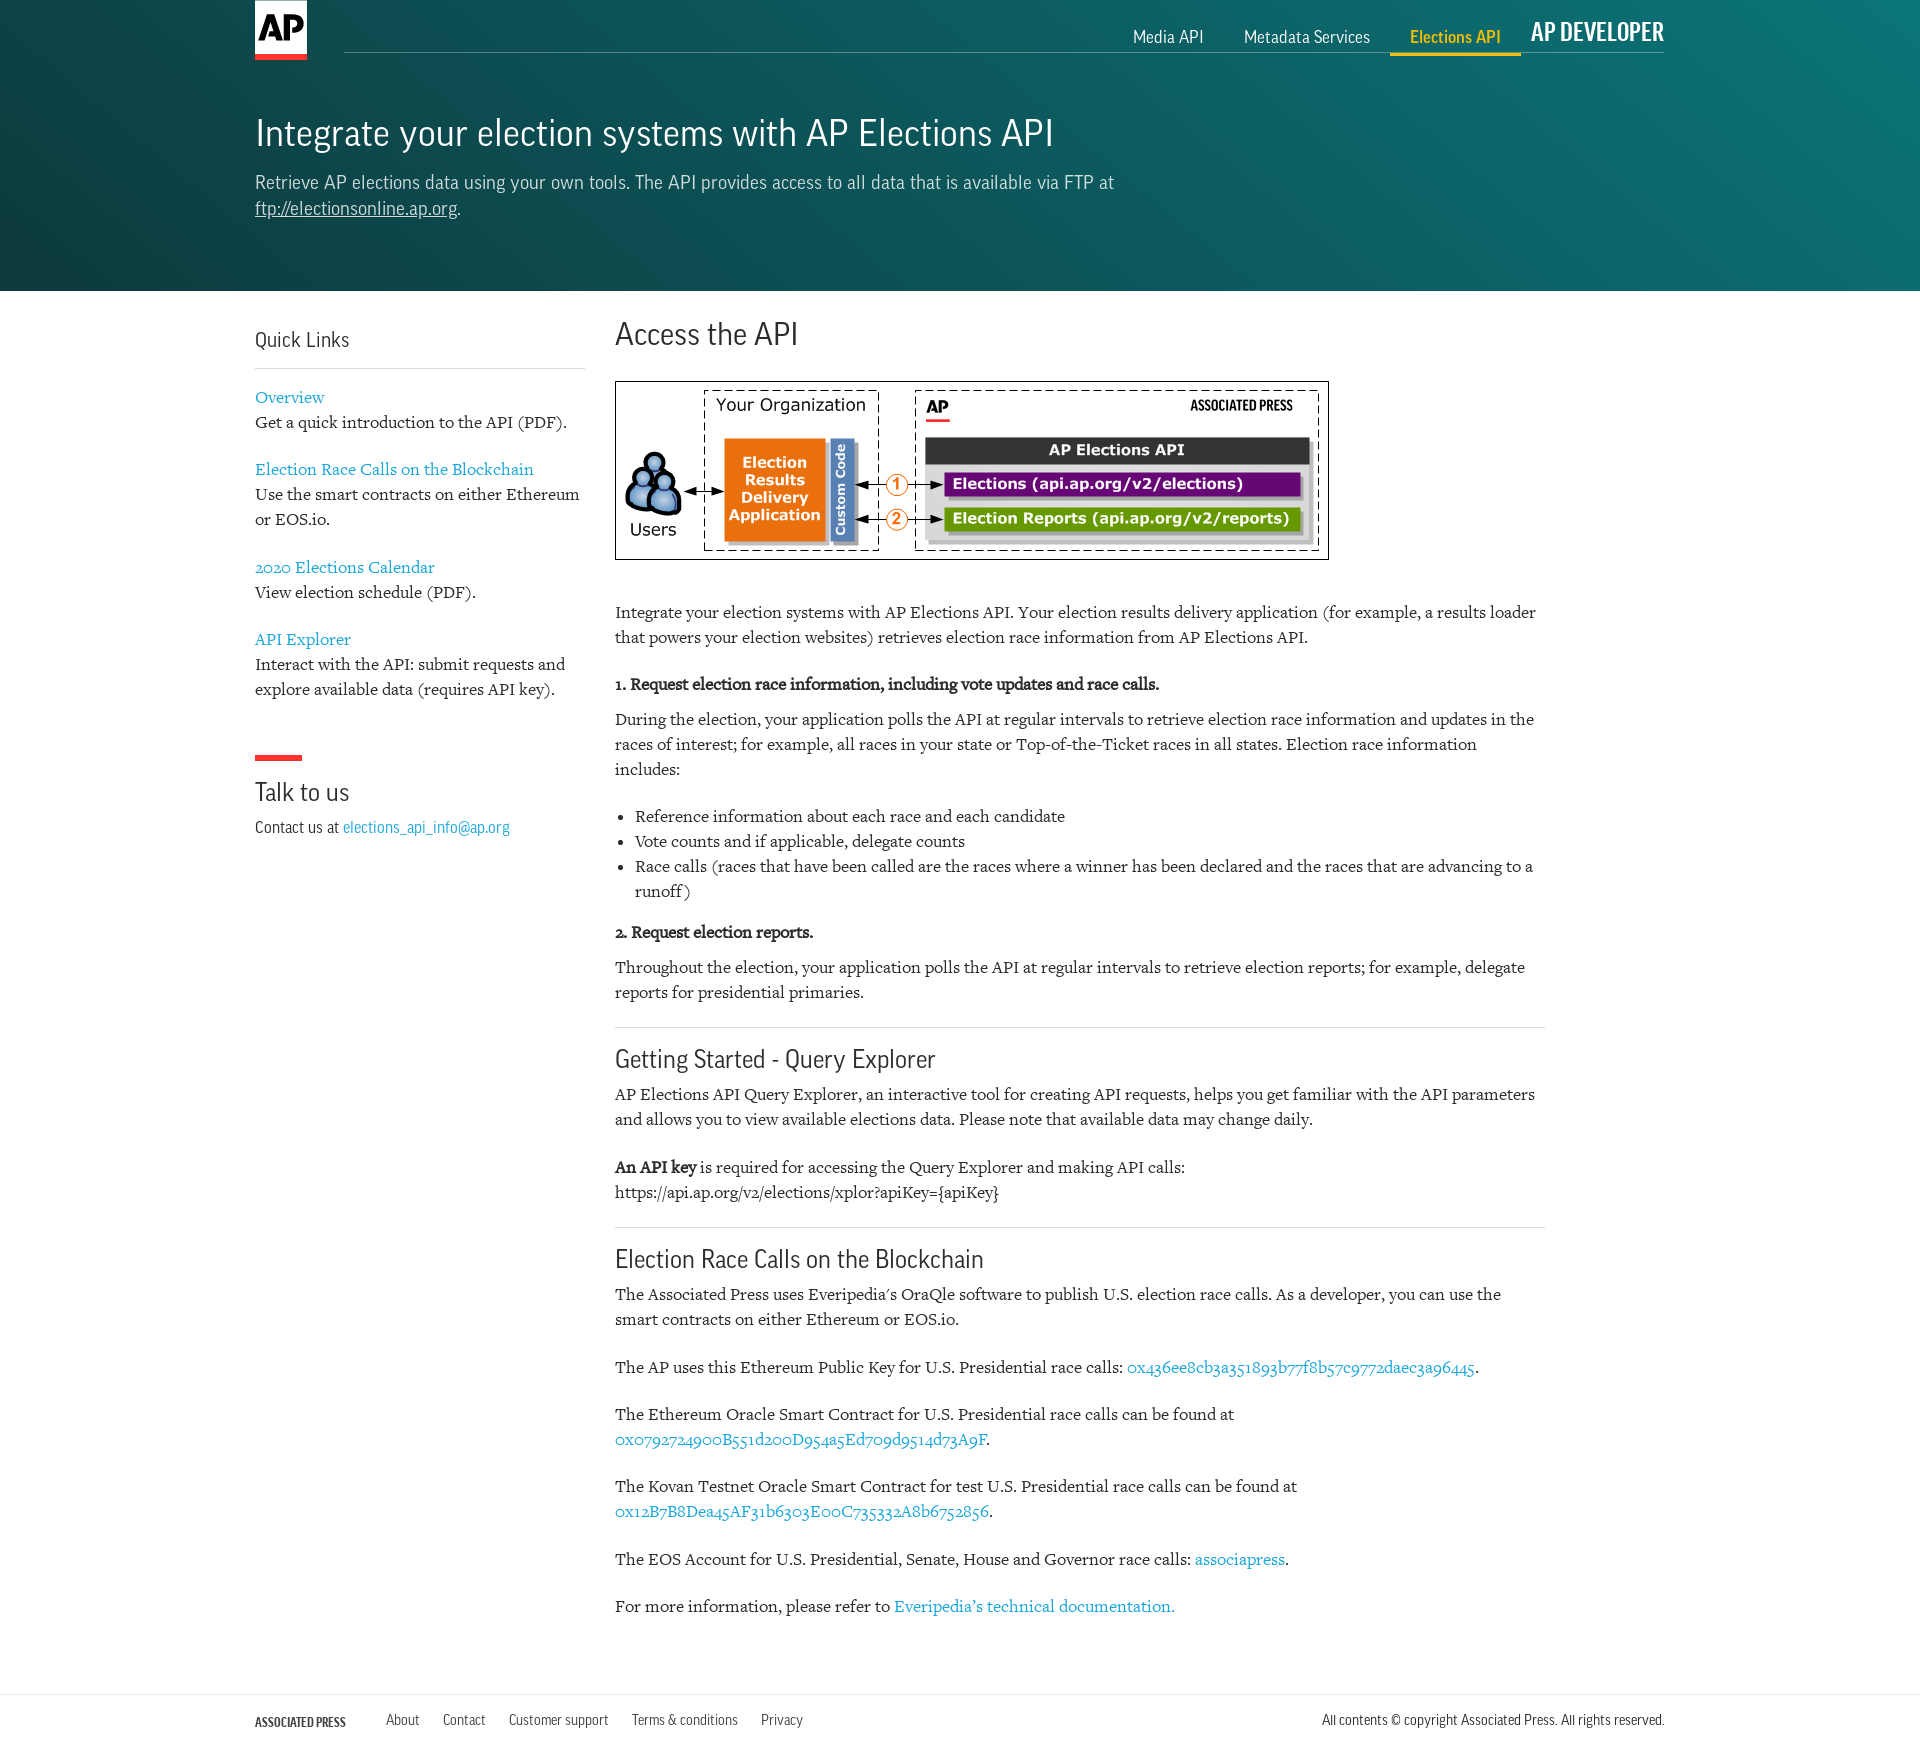 AP
Media API
Metadata Services
Elections API
AP DEVELOPER
Integrate your election systems with AP Elections API
Retrieve AP elections data using your own tools. The API provides access to all data that is available via FTP at
ftp://electionsonline.ap.org.
Quick Links
Overview
Get a quick introduction to the API (PDF).
Election Race Calls on the Blockchain
Use the smart contracts on either Ethereum
or EOS.io.
2020 Elections Calendar
View election schedule (PDF).
API Explorer
Interact with the API: submit requests and
explore available data (requires API key).
Talk to us
Contact us at elections_api_info@ap.org
Access the API
Your Organization
Users
Election
Results
Delivery
Application
Custom Code
1
2
AP
ASSOCIATED PRESS
AP Elections API
Elections (api.ap.org/v2/elections)
Election Reports (api.ap.org/v2/reports)
Integrate your election systems with AP Elections API. Your election results delivery application (for example, a results loader
that powers your election websites) retrieves election race information from AP Elections API.
1. Request election race information, including vote updates and race calls.
During the election, your application polls the API at regular intervals to retrieve election race information and updates in the
races of interest; for example, all races in your state or Top-of-the-Ticket races in all states. Election race information
includes:
• Reference information about each race and each candidate
• Vote counts and if applicable, delegate counts
• Race calls (races that have been called are the races where a winner has been declared and the races that are advancing to a
runoff)
2. Request election reports.
Throughout the election, your application polls the API at regular intervals to retrieve election reports; for example, delegate
reports for presidential primaries.
Getting Started - Query Explorer
AP Elections API Query Explorer, an interactive tool for creating API requests, helps you get familiar with the API parameters
and allows you to view available elections data. Please note that available data may change daily.
An API key is required for accessing the Query Explorer and making API calls:
https://api.ap.org/v2/elections/xplor?apiKey={apiKey}
Election Race Calls on the Blockchain
The Associated Press uses Everipedia's OraQle software to publish U.S. election race calls. As a developer, you can use the
smart contracts on either Ethereum or EOS.io.
The AP uses this Ethereum Public Key for U.S. Presidential race calls: 0x436ee8cb3a351893b77f8b57c9772daec3a96445.
The Ethereum Oracle Smart Contract for U.S. Presidential race calls can be found at
0x0792724900B551d200D954a5Ed709d9514d73A9F.
The Kovan Testnet Oracle Smart Contract for test U.S. Presidential race calls can be found at
0x12B7B8Dea45AF31b6303E00C735332A8b6752856.
The EOS Account for U.S. Presidential, Senate, House and Governor race calls: associapress.
For more information, please refer to Everipedia’s technical documentation.
ASSOCIATED PRESS
About
Contact
Customer support
Terms & conditions
Privacy
All contents © copyright Associated Press. All rights reserved.